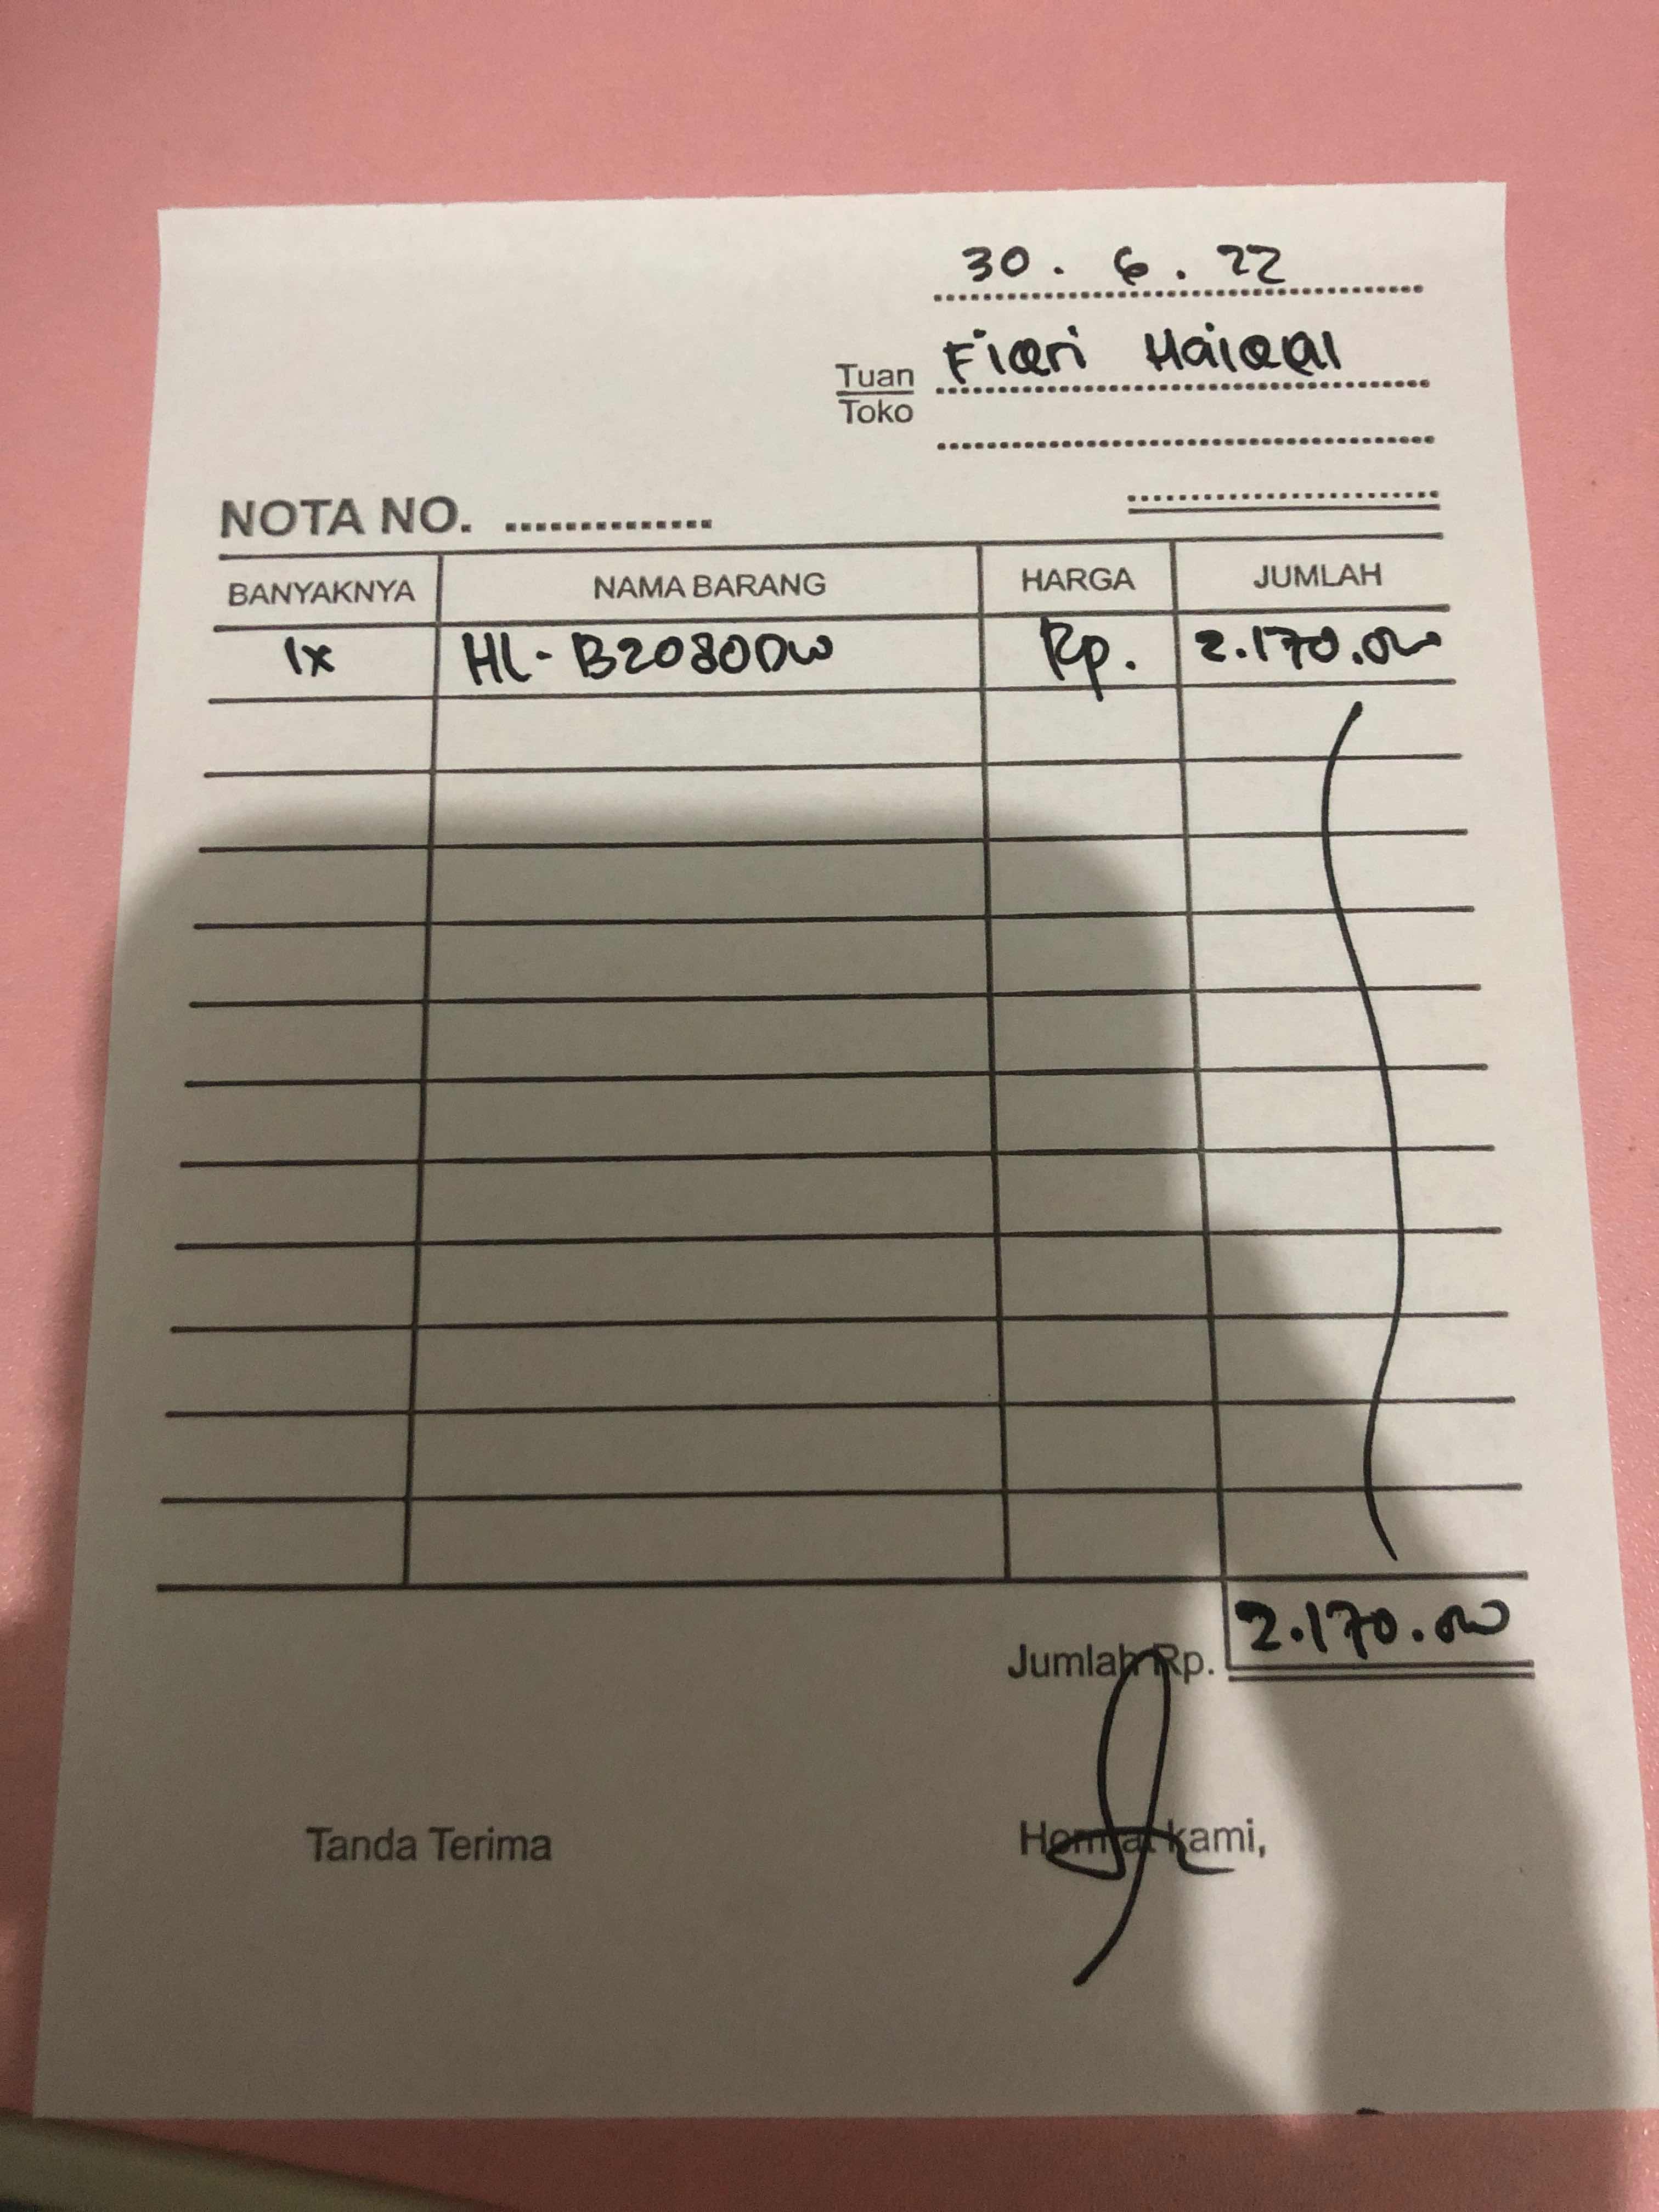 30 . 6 . 22
Tuan Fiqri Haiqal
Toko
NOTA NO. ..............
BANYAKNYA NAMA BARANG HARGA JUMLAH
1x HL-B2080DW Rp. 2.170.000
Jumlah Rp. 2.170.000
Tanda Terima Hormat kami,